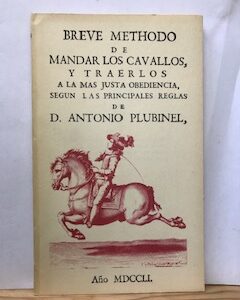 BREVE METHODO
DE
MANDAR LOS CAVALLOS,
Y TRAERLOS
A LA MAS JUSTA OBEDIENCIA,
SEGUN LAS PRINCIPALES REGLAS
DE
D. ANTONIO PLUBINEL,
Año MDCCLI.